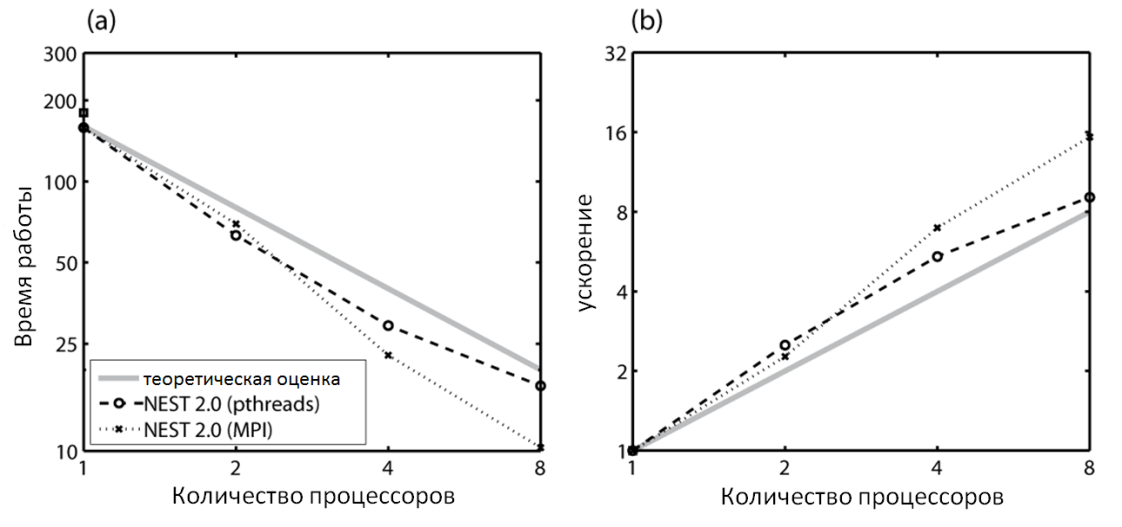 (a)
300
200
100
50
25
10
1
2
4
8
Время работы
Количество процессоров
теоретическая оценка
NEST 2.0 (pthreads)
NEST 2.0 (MPI)
(b)
32
16
8
4
2
1
1
2
4
8
ускорение
Количество процессоров